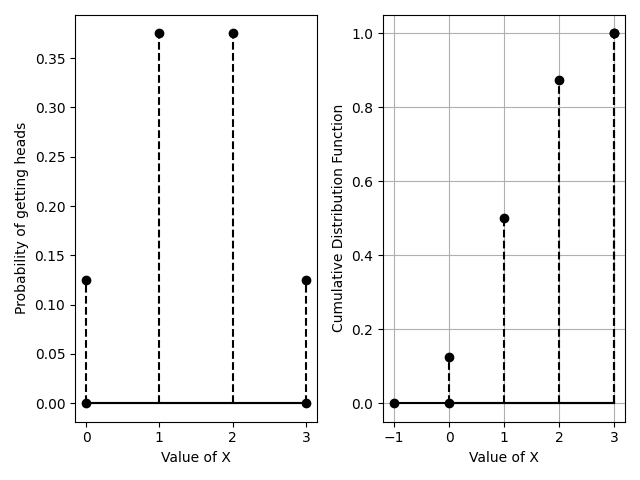 Probability of getting heads
0.35
0.30
0.25
0.20
0.15
0.10
0.05
0.00
0 1 2 3
Value of X
Cumulative Distribution Function
1.0
0.8
0.6
0.4
0.2
0.0
−1 0 1 2 3
Value of X